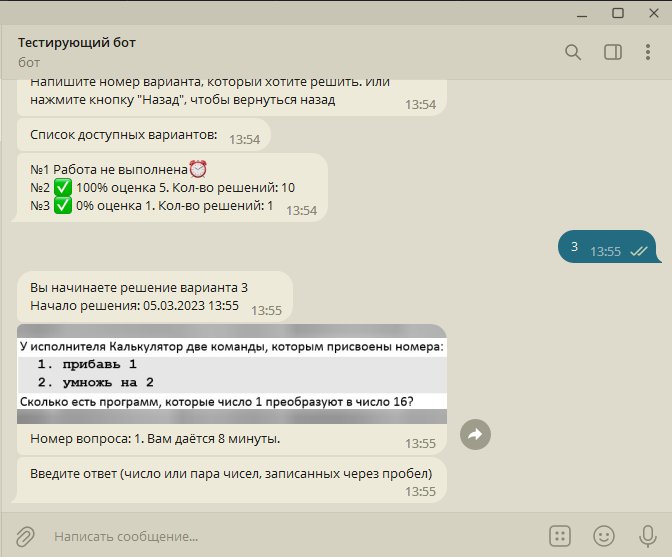 Тестирующий бот
бот
Напишите номер варианта, который хотите решить. Или
нажмите кнопку "Назад", чтобы вернуться назад
13:54
Список доступных вариантов:
13:54
№1 Работа не выполнена⏰
№2 ✅ 100% оценка 5. Кол-во решений: 10
№3 ✅ 0% оценка 1. Кол-во решений: 1
13:54
3
13:55
Вы начинаете решение варианта 3
Начало решения: 05.03.2023 13:55
13:55
У исполнителя Калькулятор две команды, которым присвоены номера:
1. прибавь 1
2. умножь на 2
Сколько есть программ, которые число 1 преобразуют в число 16?
Номер вопроса: 1. Вам даётся 8 минуты.
13:55
Введите ответ (число или пара чисел, записанных через пробел)
13:55
Написать сообщение...